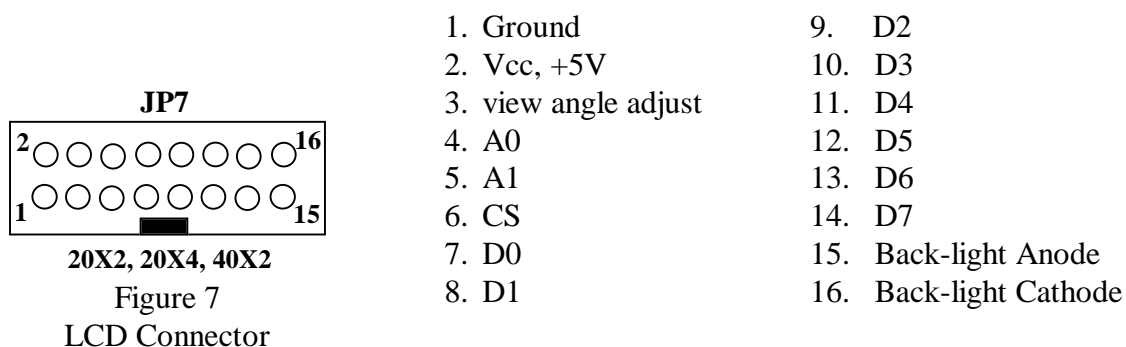 JP7
2 16
1 15
20X2, 20X4, 40X2
Figure 7
LCD Connector
1. Ground
2. Vcc, +5V
3. view angle adjust
4. A0
5. A1
6. CS
7. D0
8. D1
9. D2
10. D3
11. D4
12. D5
13. D6
14. D7
15. Back-light Anode
16. Back-light Cathode